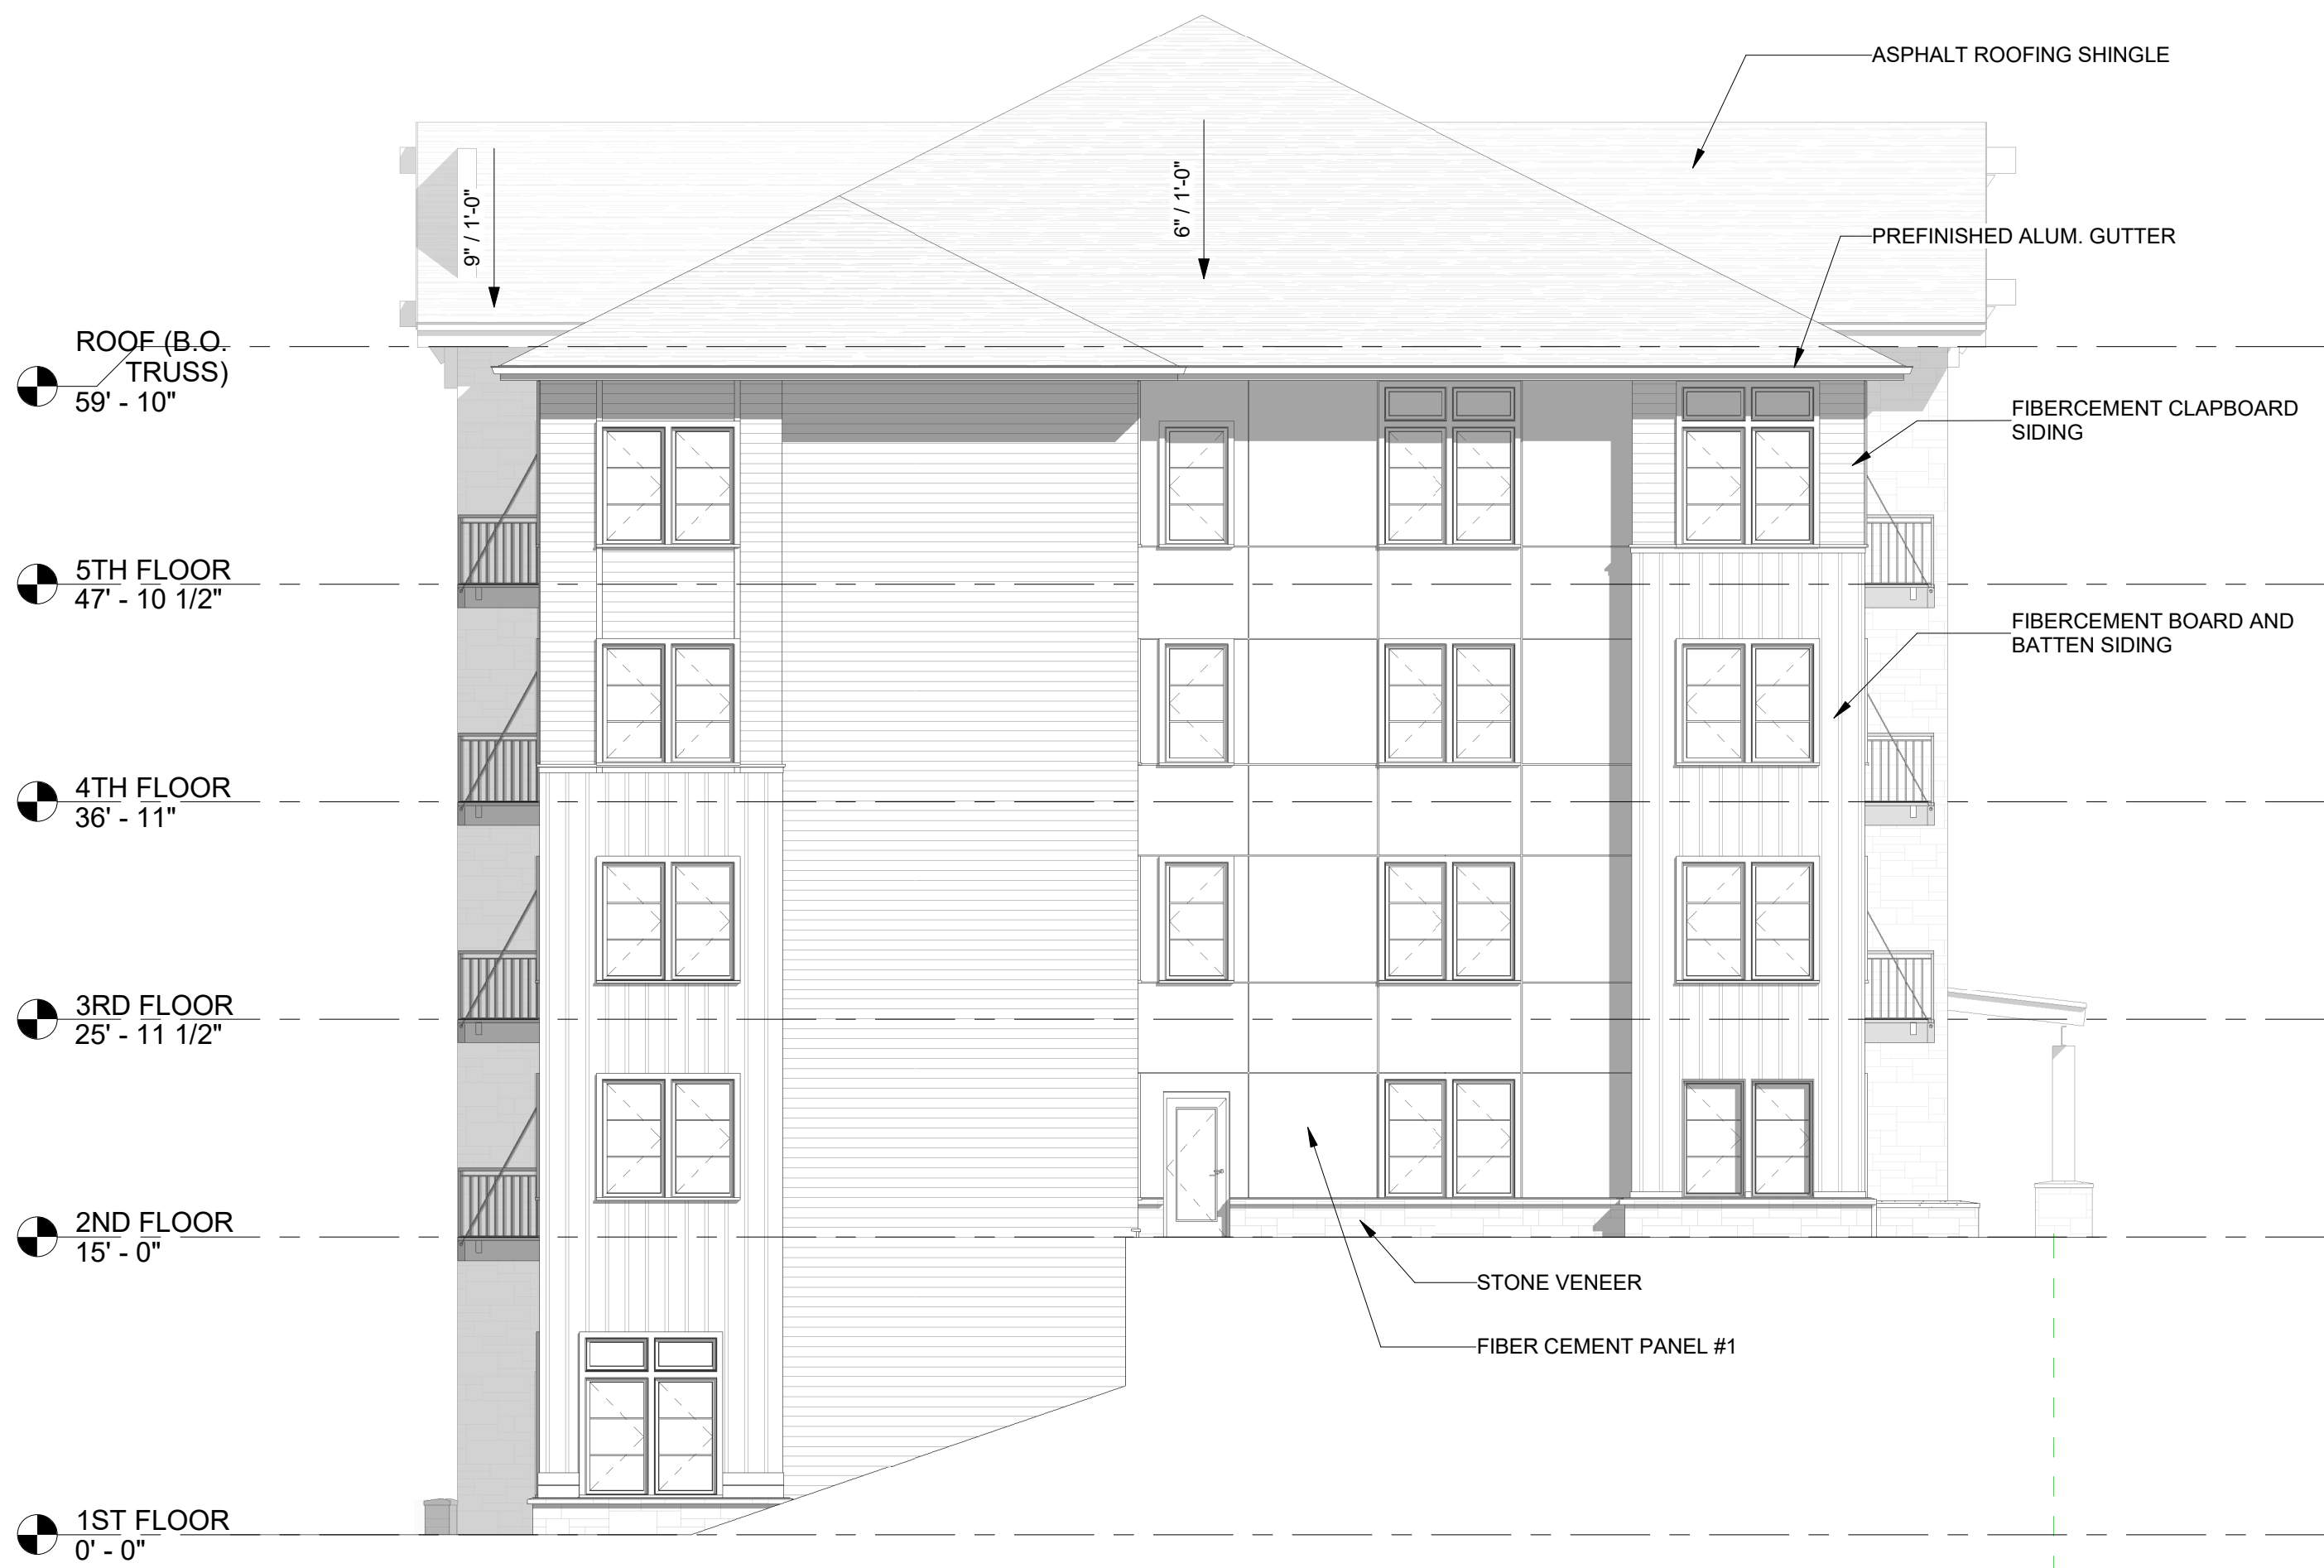 ASPHALT ROOFING SHINGLE
9" / 1'-0"
6" / 1'-0"
PREFINISHED ALUM. GUTTER
ROOF (B.O.
TRUSS)
59' - 10"
FIBERCEMENT CLAPBOARD
SIDING
5TH FLOOR
47' - 10 1/2"
FIBERCEMENT BOARD AND
BATTEN SIDING
4TH FLOOR
36' - 11"
3RD FLOOR
25' - 11 1/2"
2ND FLOOR
15' - 0"
STONE VENEER
FIBER CEMENT PANEL #1
1ST FLOOR
0' - 0"